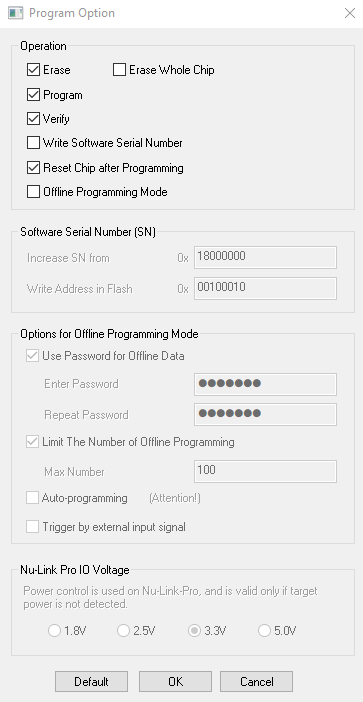 Program Option
Operation
Erase Erase Whole Chip
Program
Verify
Write Software Serial Number
Reset Chip after Programming
Offline Programming Mode
Software Serial Number (SN)
Increase SN from 0x 18000000
Write Address in Flash 0x 00100010
Options for Offline Programming Mode
Use Password for Offline Data
Enter Password ●●●●●●●
Repeat Password ●●●●●●●
Limit The Number of Offline Programming
Max Number 100
Auto-programming (Attention!)
Trigger by external input signal
Nu-Link Pro IO Voltage
Power control is used on Nu-Link-Pro, and is valid only if target
power is not detected.
1.8V 2.5V 3.3V 5.0V
Default OK Cancel